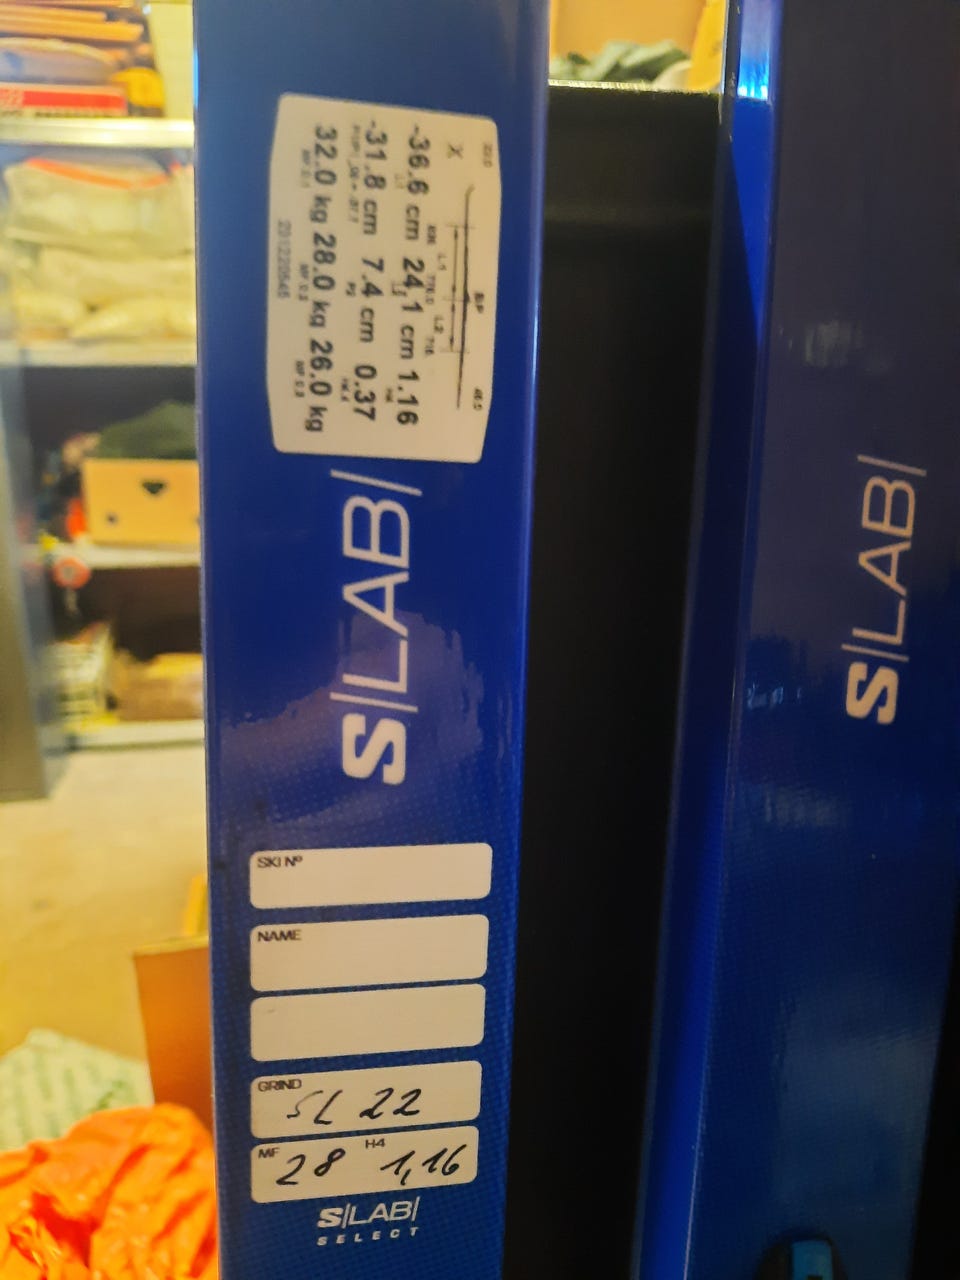 X
-36.6 cm 24.1 cm 1.16
-31.8 cm 7.4 cm 0.37
32.0 kg 28.0 kg 26.0 kg
S/LAB/
SKI Nº
NAME
GRIND SL 22
MF 28 H4 1,16
S/LAB/
SELECT
S/LAB/